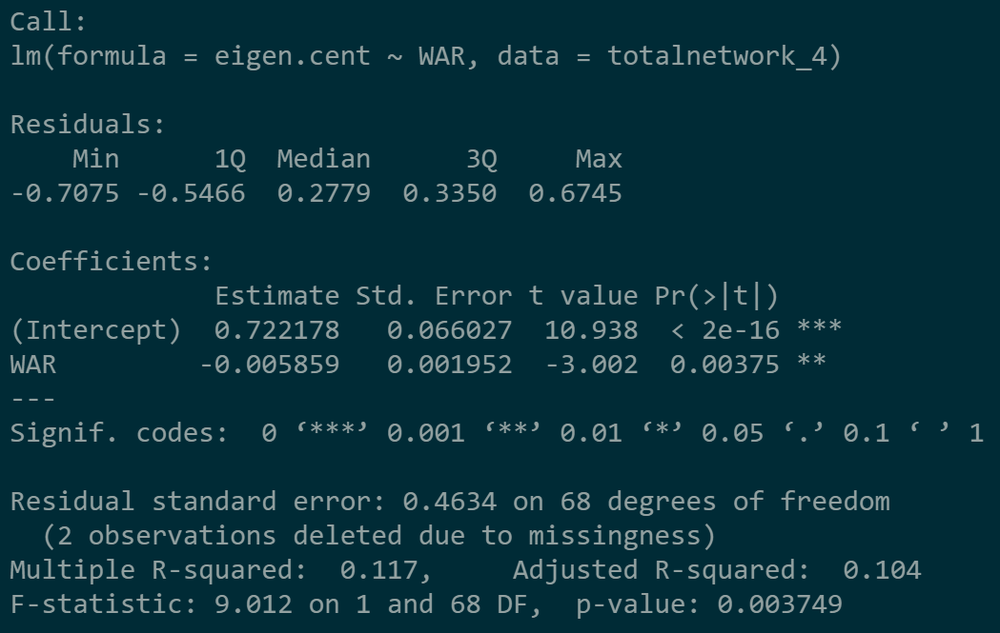 Call:
lm(formula = eigen.cent ~ WAR, data = totalnetwork_4)
Residuals:
    Min      1Q  Median      3Q     Max
-0.7075 -0.5466  0.2779  0.3350  0.6745
Coefficients:
             Estimate Std. Error t value Pr(>|t|)
(Intercept)  0.722178   0.066027  10.938  < 2e-16 ***
WAR         -0.005859   0.001952  -3.002  0.00375 **
---
Signif. codes:  0 ‘***’ 0.001 ‘**’ 0.01 ‘*’ 0.05 ‘.’ 0.1 ‘ ’ 1
Residual standard error: 0.4634 on 68 degrees of freedom
  (2 observations deleted due to missingness)
Multiple R-squared:  0.117,	Adjusted R-squared:  0.104
F-statistic: 9.012 on 1 and 68 DF,  p-value: 0.003749